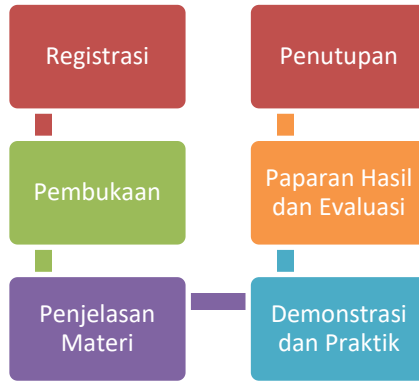 Registrasi
Pembukaan
Penjelasan
Materi
Demonstrasi
dan Praktik
Paparan Hasil
dan Evaluasi
Penutupan